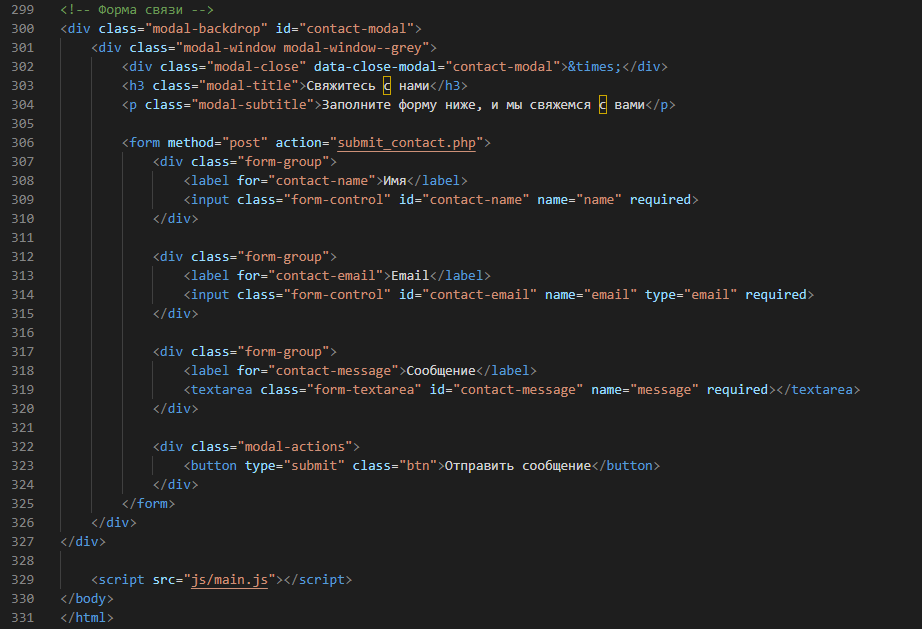 299 <!-- Форма связи -->
300 <div class="modal-backdrop" id="contact-modal">
301 <div class="modal-window modal-window--grey">
302 <div class="modal-close" data-close-modal="contact-modal">&times;</div>
303 <h3 class="modal-title">Свяжитесь с нами</h3>
304 <p class="modal-subtitle">Заполните форму ниже, и мы свяжемся с вами</p>
305
306 <form method="post" action="submit_contact.php">
307 <div class="form-group">
308 <label for="contact-name">Имя</label>
309 <input class="form-control" id="contact-name" name="name" required>
310 </div>
311
312 <div class="form-group">
313 <label for="contact-email">Email</label>
314 <input class="form-control" id="contact-email" name="email" type="email" required>
315 </div>
316
317 <div class="form-group">
318 <label for="contact-message">Сообщение</label>
319 <textarea class="form-textarea" id="contact-message" name="message" required></textarea>
320 </div>
321
322 <div class="modal-actions">
323 <button type="submit" class="btn">Отправить сообщение</button>
324 </div>
325 </form>
326 </div>
327 </div>
328
329 <script src="js/main.js"></script>
330 </body>
331 </html>